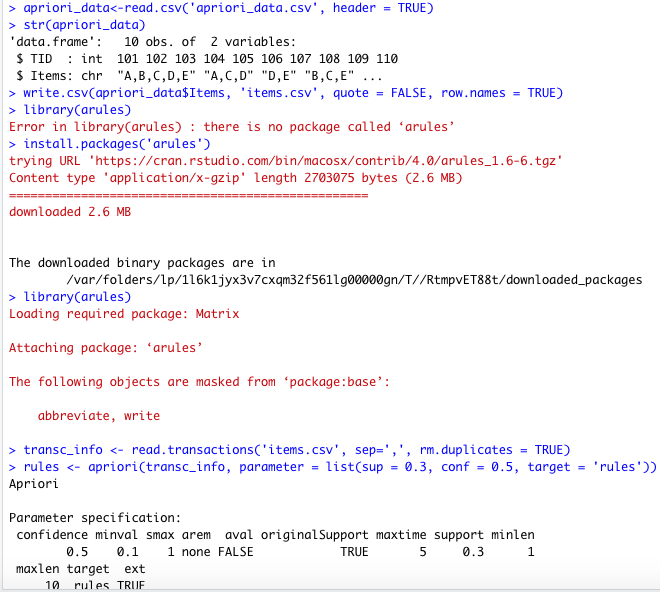 > apriori_data<-read.csv('apriori_data.csv', header = TRUE)
> str(apriori_data)
'data.frame':   10 obs. of  2 variables:
 $ TID  : int  101 102 103 104 105 106 107 108 109 110
 $ Items: chr  "A,B,C,D,E" "A,C,D" "D,E" "B,C,E" ...
> write.csv(apriori_data$Items, 'items.csv', quote = FALSE, row.names = TRUE)
> library(arules)
Error in library(arules) : there is no package called ‘arules’
> install.packages('arules')
trying URL 'https://cran.rstudio.com/bin/macosx/contrib/4.0/arules_1.6-6.tgz'
Content type 'application/x-gzip' length 2703075 bytes (2.6 MB)
==================================================
downloaded 2.6 MB
The downloaded binary packages are in
        /var/folders/lp/1l6k1jyx3v7cxqm32f561lg00000gn/T//RtmpvET88t/downloaded_packages
> library(arules)
Loading required package: Matrix
Attaching package: ‘arules’
The following objects are masked from ‘package:base’:
    abbreviate, write
> transc_info <- read.transactions('items.csv', sep=',', rm.duplicates = TRUE)
> rules <- apriori(transc_info, parameter = list(sup = 0.3, conf = 0.5, target = 'rules'))
Apriori
Parameter specification:
 confidence minval smax arem  aval originalSupport maxtime support minlen
        0.5    0.1    1 none FALSE            TRUE       5     0.3      1
 maxlen target  ext
     10  rules TRUE